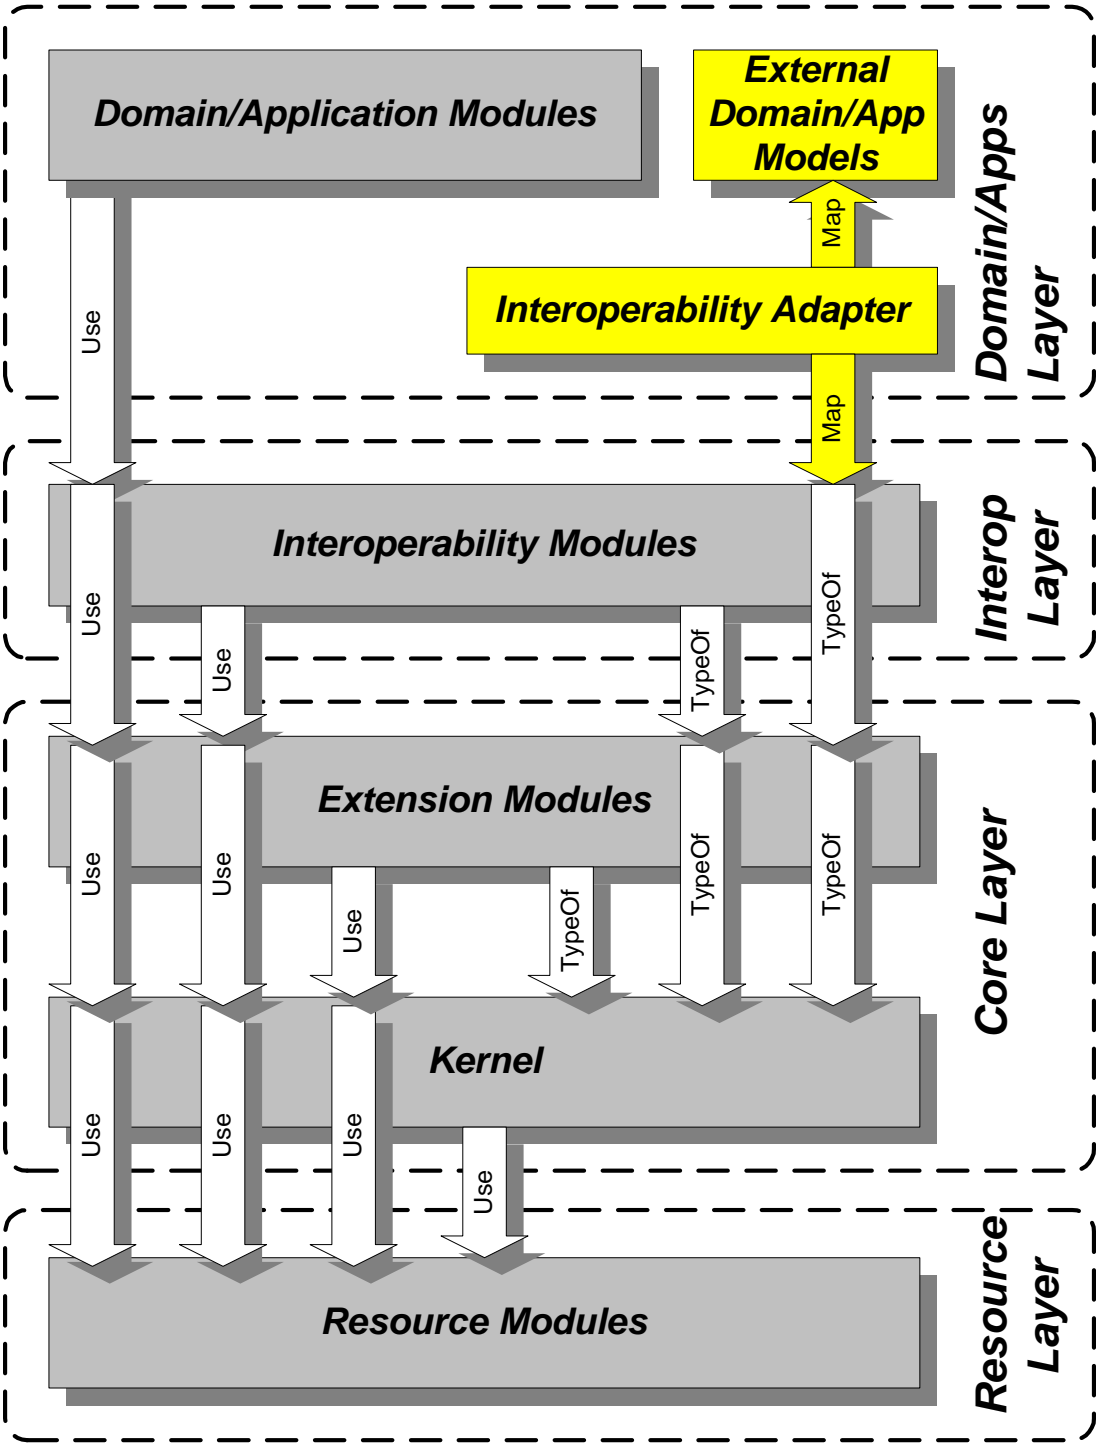 Domain/Application Modules
External
Domain/App
Models
Map
Interoperability Adapter
Domain/Apps
Layer
Use
Map
Interoperability Modules
Interop
Layer
Use
Use
TypeOf
TypeOf
Extension Modules
Core Layer
Use
Use
Use
TypeOf
TypeOf
TypeOf
Kernel
Use
Use
Use
Use
Resource Modules
Resource
Layer